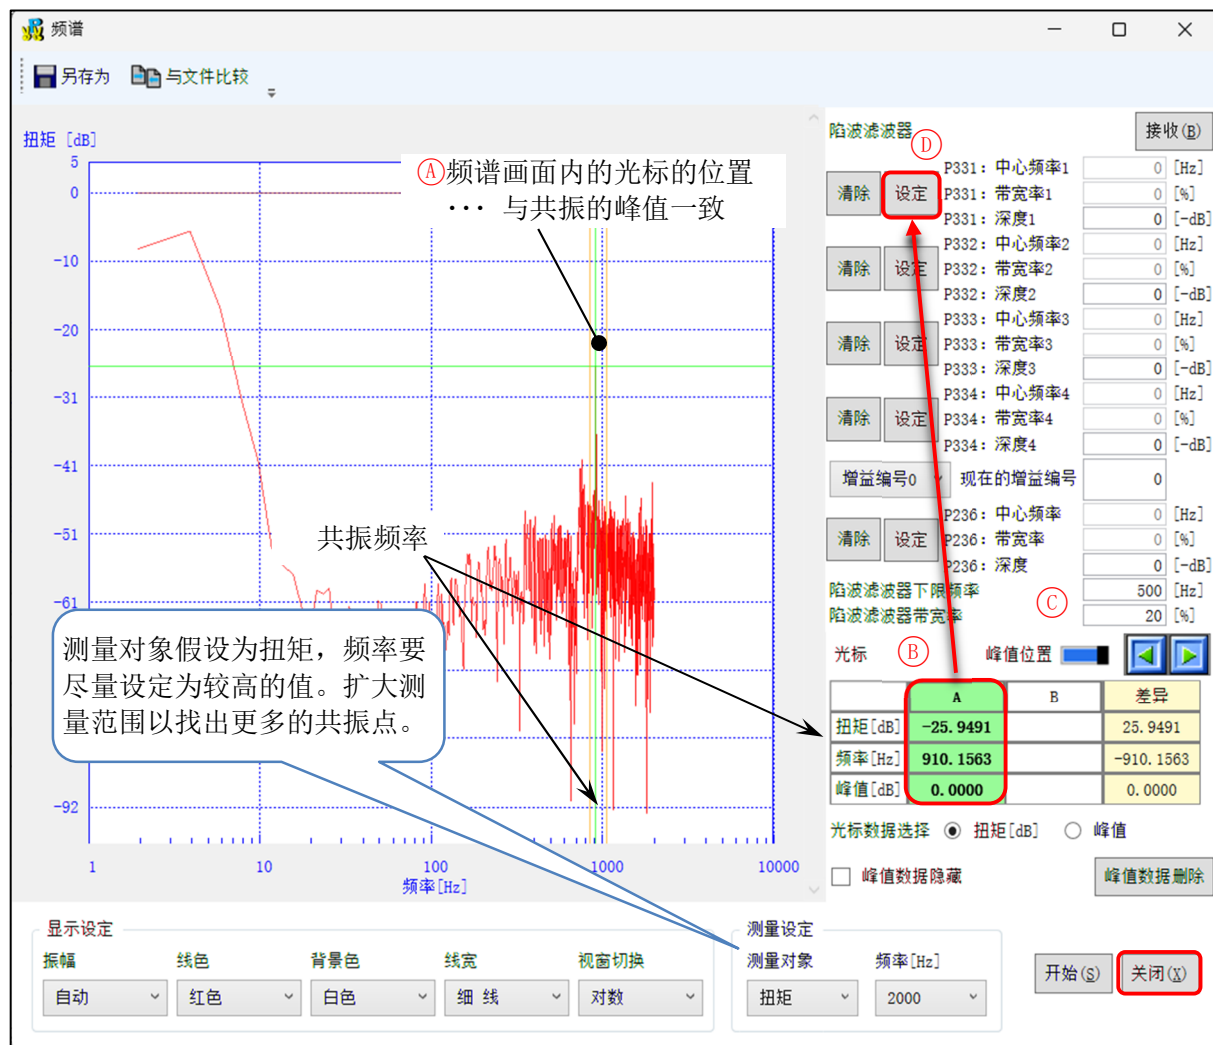 频谱
另存为 与文件比较
扭矩 [dB]
5
0
-10
-20
-31
-41
-51
-61
-92
1 10 100 1000 10000
频率[Hz]
Ⓐ频谱画面内的光标的位置
··· 与共振的峰值一致
共振频率
测量对象假设为扭矩，频率要
尽量设定为较高的值。扩大测
量范围以找出更多的共振点。
陷波滤波器 Ⓓ 接收(B)
P331: 中心频率1 0 [Hz]
清除 设定 P331: 带宽率1 0 [%]
P331: 深度1 0 [-dB]
P332: 中心频率2 0 [Hz]
清除 设定 P332: 带宽率2 0 [%]
P332: 深度2 0 [-dB]
P333: 中心频率3 0 [Hz]
清除 设定 P333: 带宽率3 0 [%]
P333: 深度3 0 [-dB]
P334: 中心频率4 0 [Hz]
清除 设定 P334: 带宽率4 0 [%]
P334: 深度4 0 [-dB]
增益编号0 现在的增益编号 0
P236: 中心频率 0 [Hz]
清除 设定 P236: 带宽率 0 [%]
P236: 深度 0 [-dB]
陷波滤波器下限频率 500 [Hz]
陷波滤波器带宽率 Ⓒ 20 [%]
光标 Ⓑ 峰值位置
A B 差异
扭矩[dB] -25.9491 25.9491
频率[Hz] 910.1563 -910.1563
峰值[dB] 0.0000 0.0000
光标数据选择 扭矩[dB] 峰值
峰值数据隐藏 峰值数据删除
显示设定
振幅 线色 背景色 线宽 视窗切换
自动 红色 白色 细 线 对数
测量设定
测量对象 频率[Hz]
扭矩 2000
开始(S) 关闭(X)